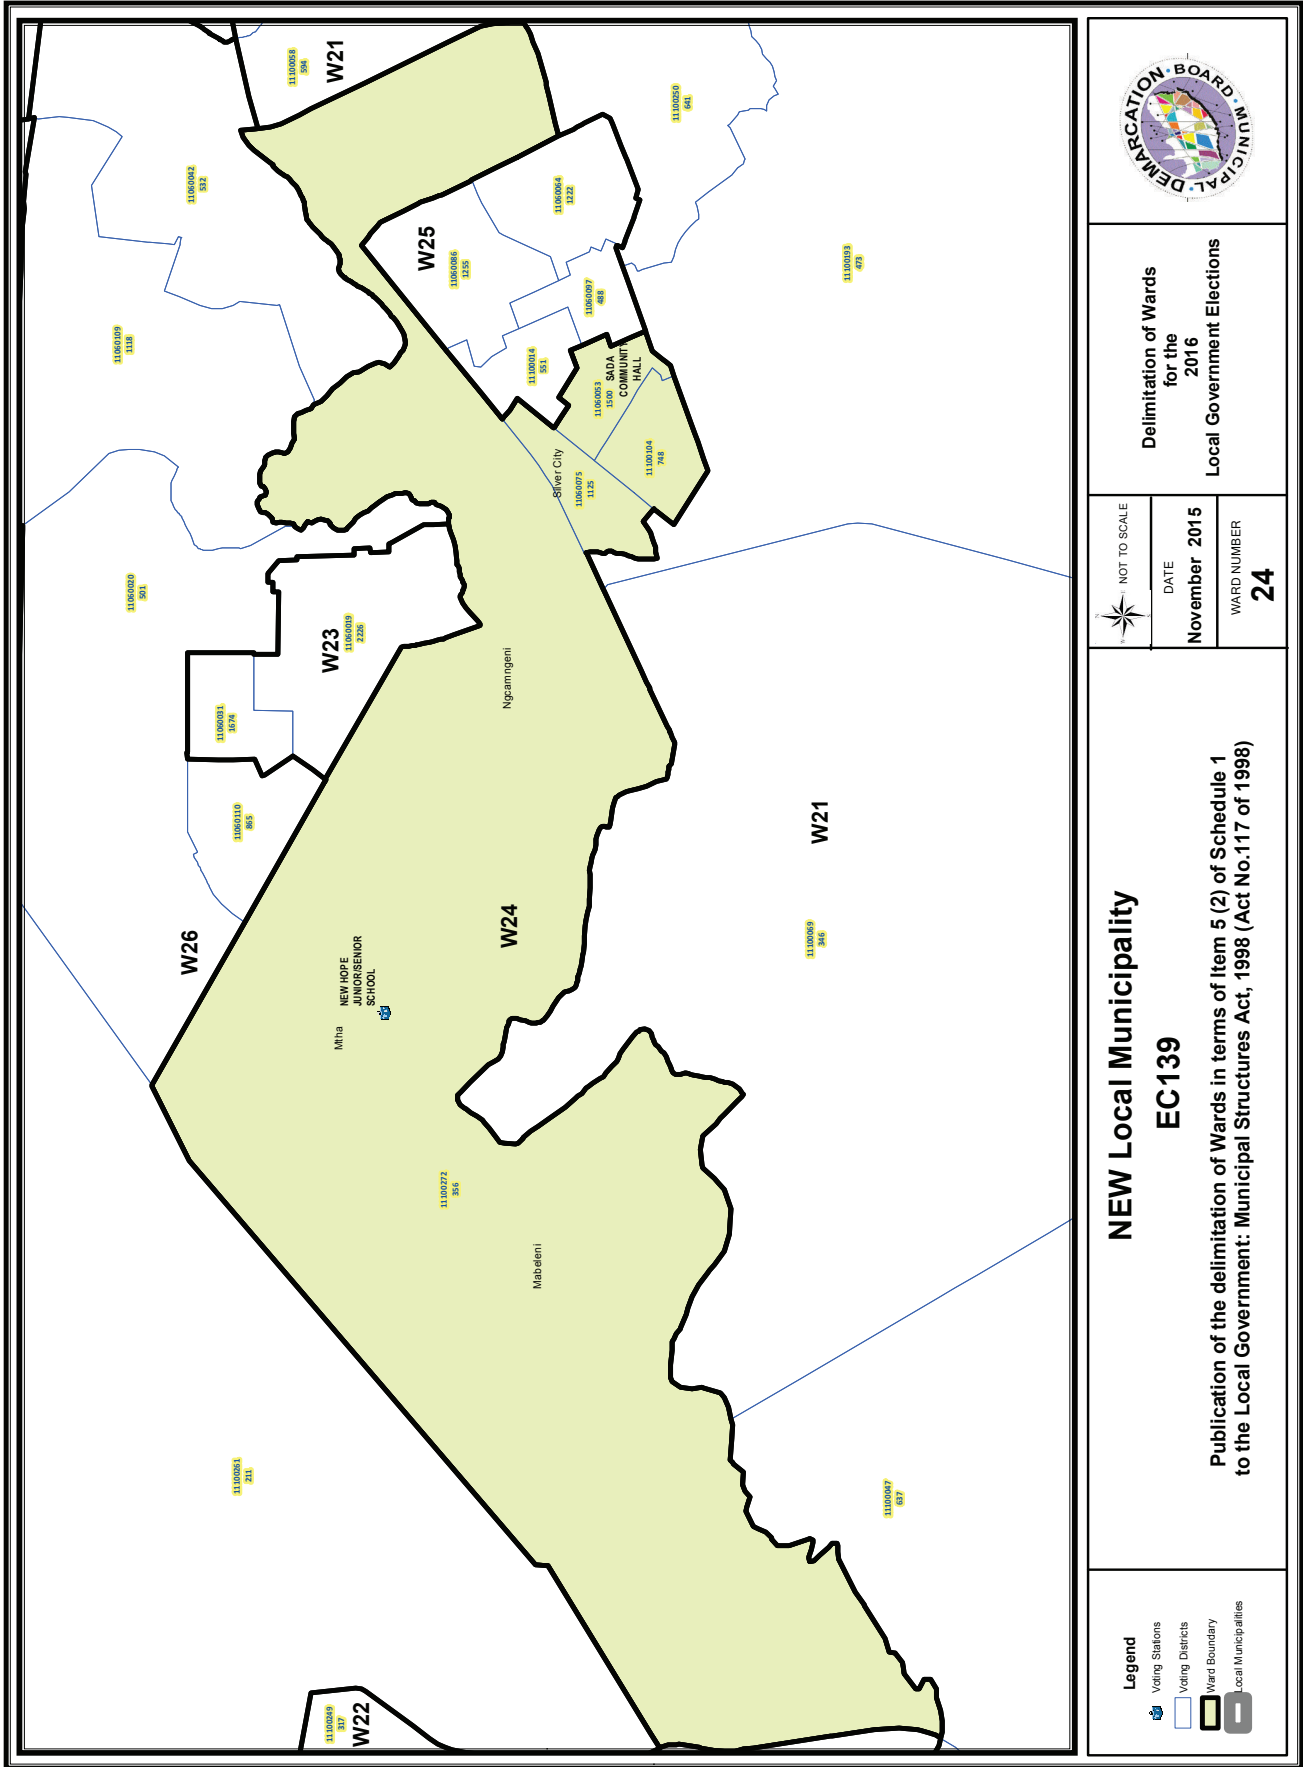 11100058
594
W21
11060042
532
11100250
641
11060064
1222
W25
11060086
1255
11060097
488
11060109
1118
11100193
473
11100014
551
11060053
1500
SADA
COMMUNITY
HALL
11100104
748
Silver City
11060075
1125
11060020
501
W23
11060019
2226
11060031
1674
Ngcamngeni
11060110
865
W21
W26
W24
11100069
346
NEW HOPE
JUNIOR/SENIOR
SCHOOL
Mtha
11100272
356
Mabeleni
11100261
211
11100047
637
11100249
317
W22
Legend
Voting Stations
Voting Districts
Ward Boundary
Local Municipalities
NEW Local Municipality
EC139
Publication of the delimitation of Wards in terms of Item 5 (2) of Schedule 1
to the Local Government: Municipal Structures Act, 1998 (Act No.117 of 1998)
NOT TO SCALE
DATE
November 2015
WARD NUMBER
24
Delimitation of Wards
for the
2016
Local Government Elections
MUNICIPAL DEMARCATION BOARD